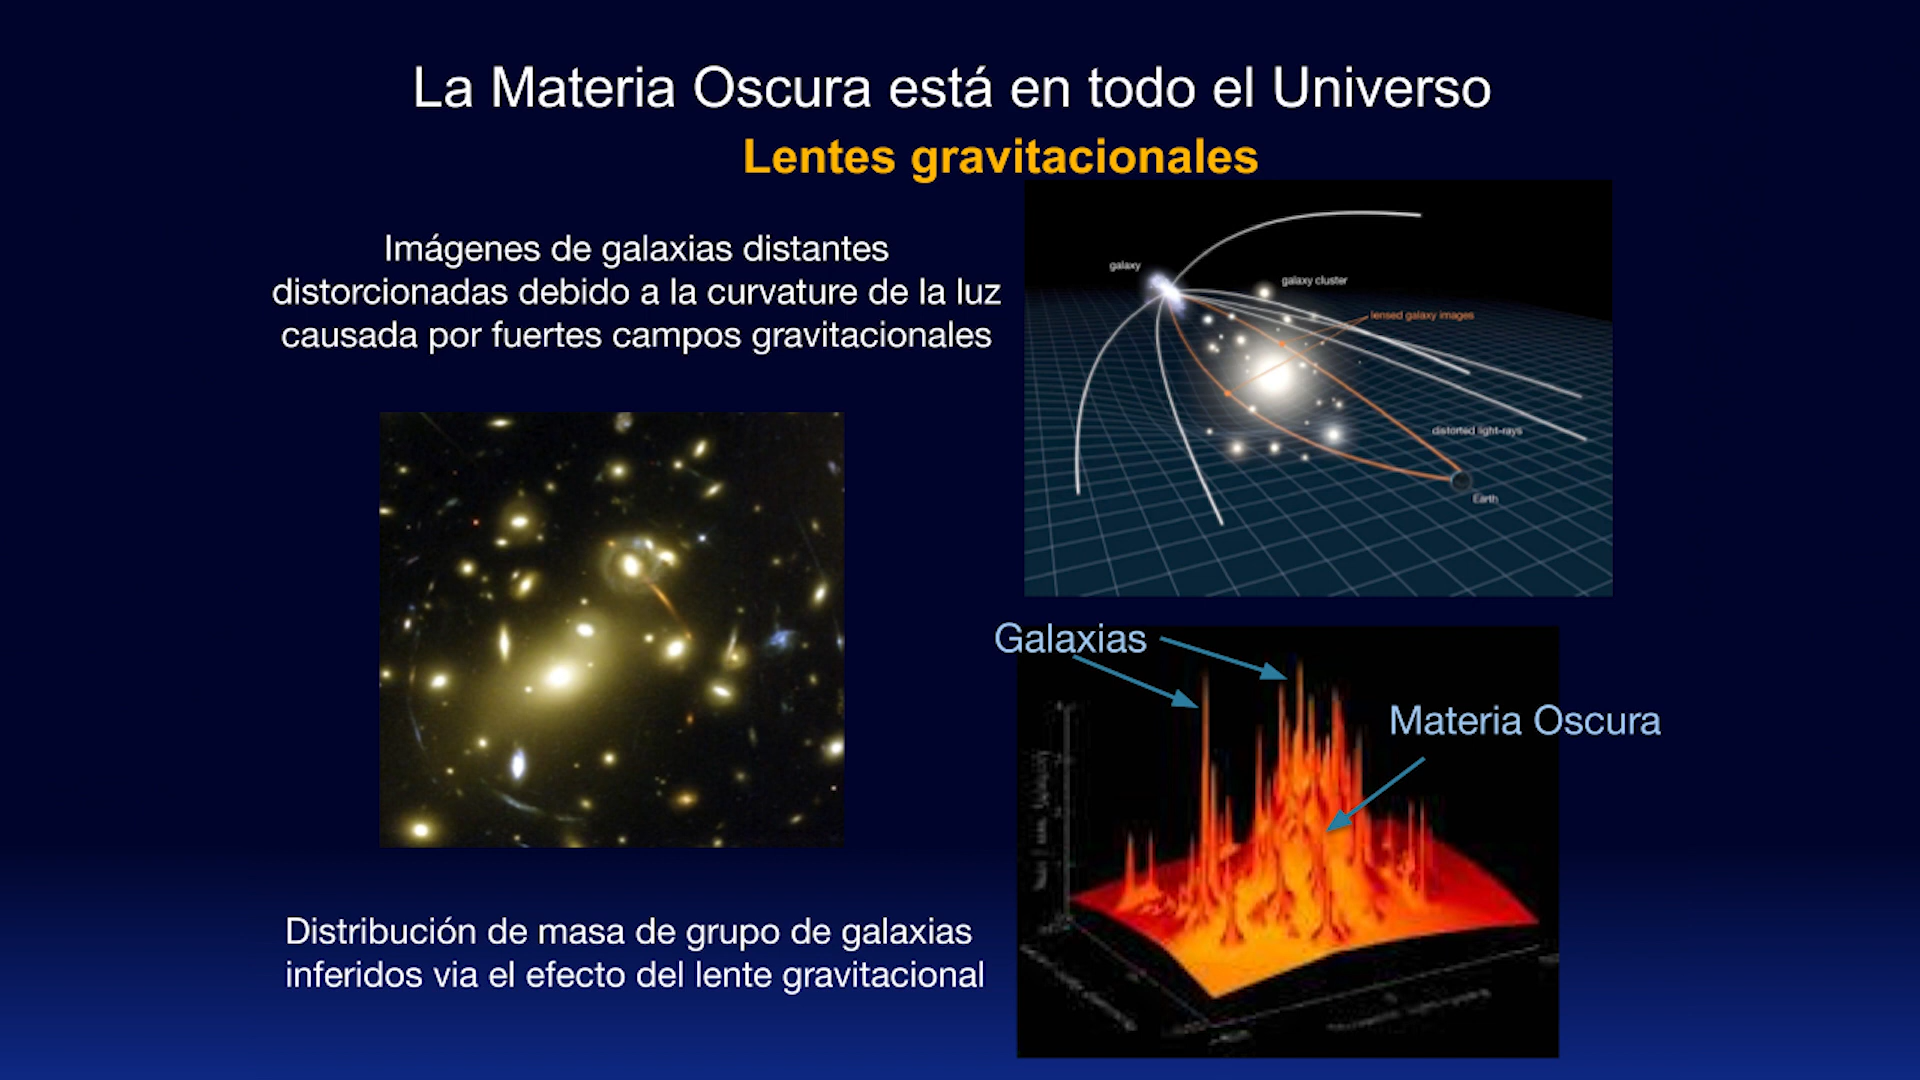 La Materia Oscura está en todo el Universo
Lentes gravitacionales
Imágenes de galaxias distantes
distorcionadas debido a la curvature de la luz
causada por fuertes campos gravitacionales
galaxy
galaxy cluster
lensed galaxy images
distorted light-rays
Earth
Galaxias
Materia Oscura
Distribución de masa de grupo de galaxias
inferidos via el efecto del lente gravitacional